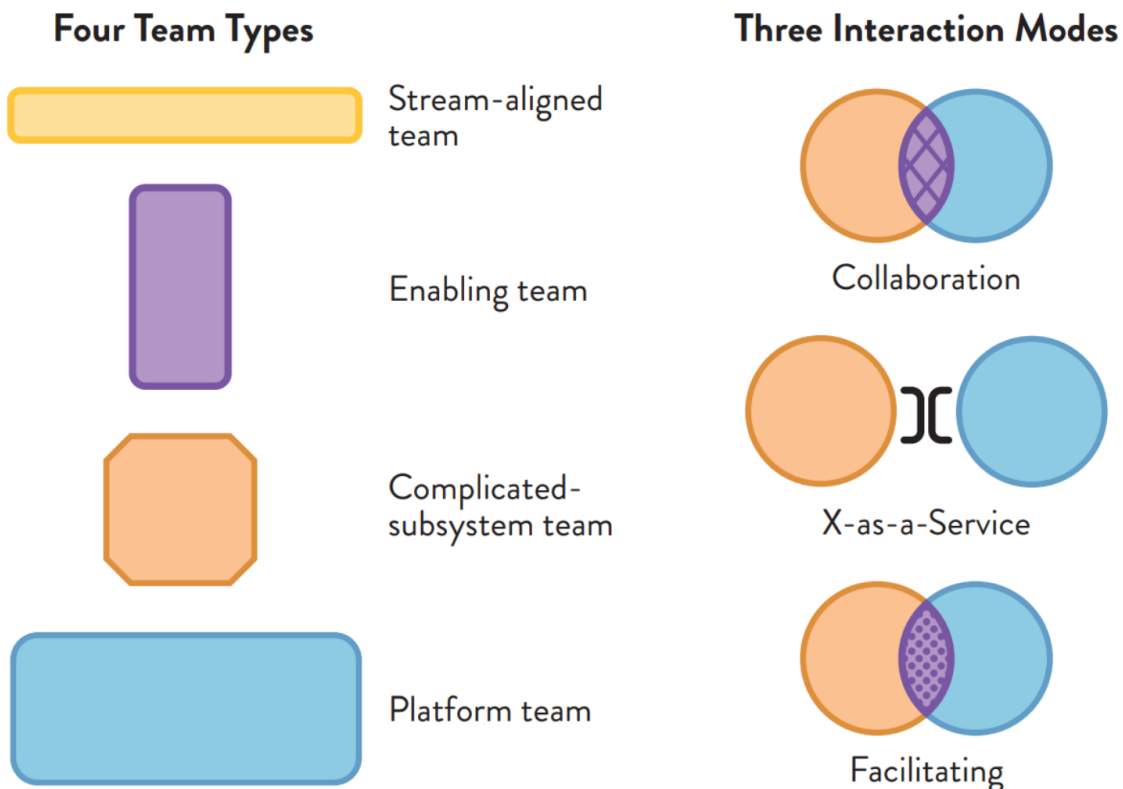 Four Team Types
Stream-aligned
team
Enabling team
Complicated-
subsystem team
Platform team
Three Interaction Modes
Collaboration
X-as-a-Service
Facilitating